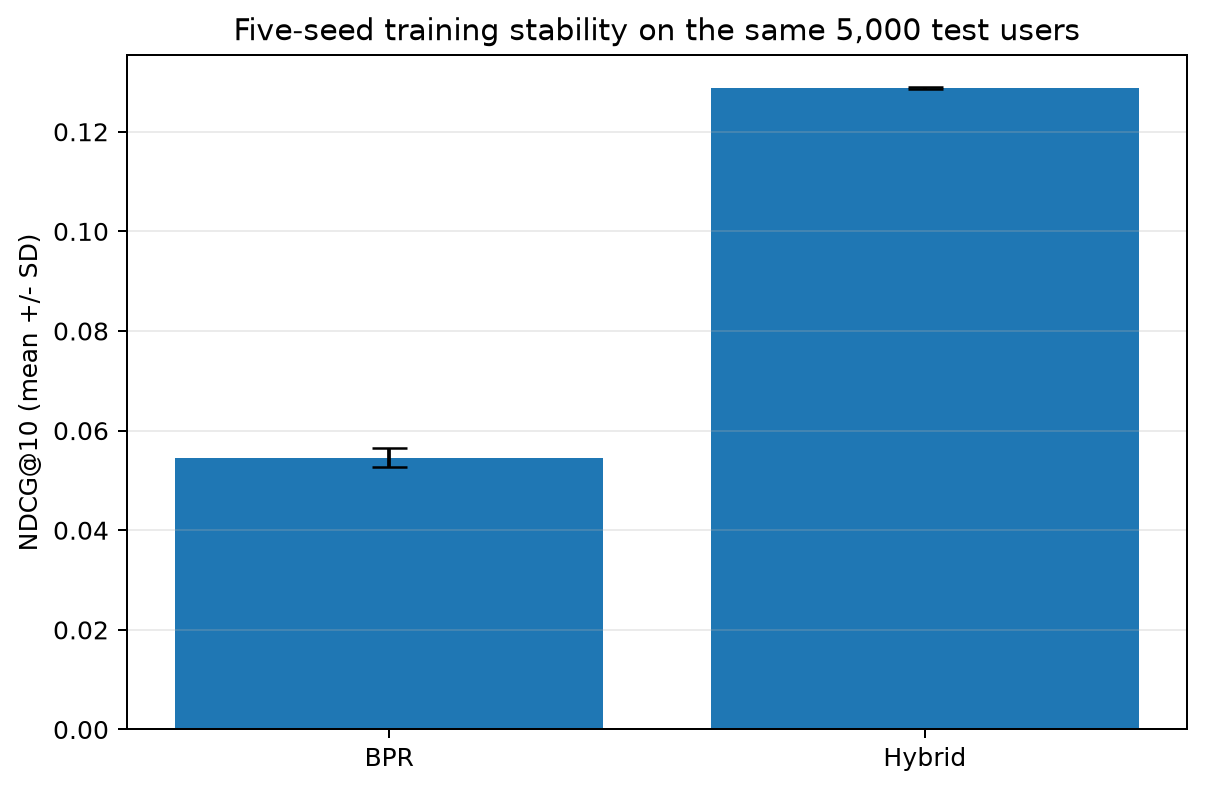 Five-seed training stability on the same 5,000 test users
NDCG@10 (mean +/- SD)
0.12
0.10
0.08
0.06
0.04
0.02
0.00
BPR
Hybrid